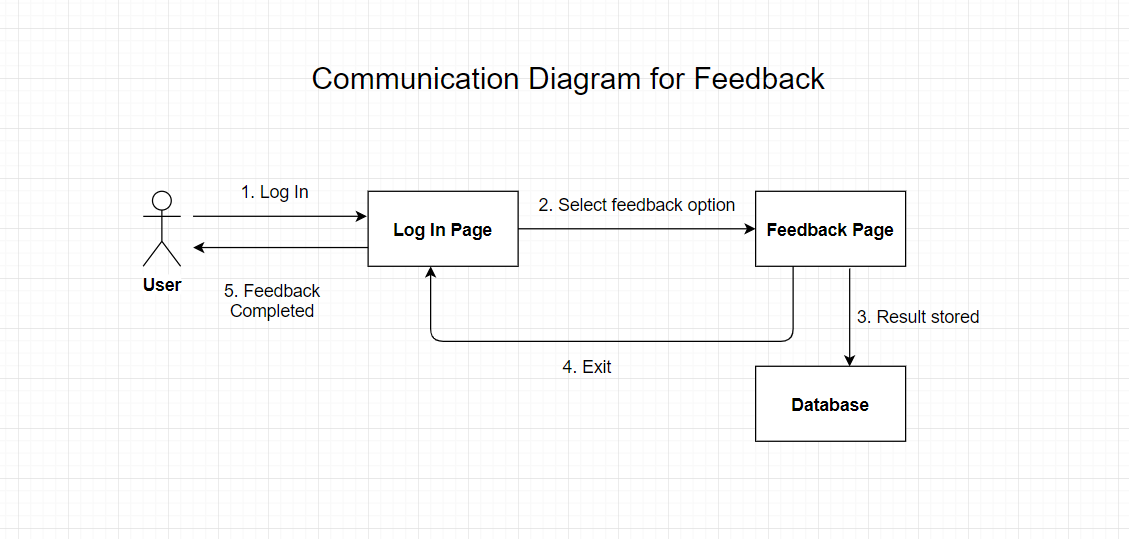 Communication Diagram for Feedback
1. Log In
2. Select feedback option
Log In Page
Feedback Page
User
5. Feedback
Completed
3. Result stored
4. Exit
Database